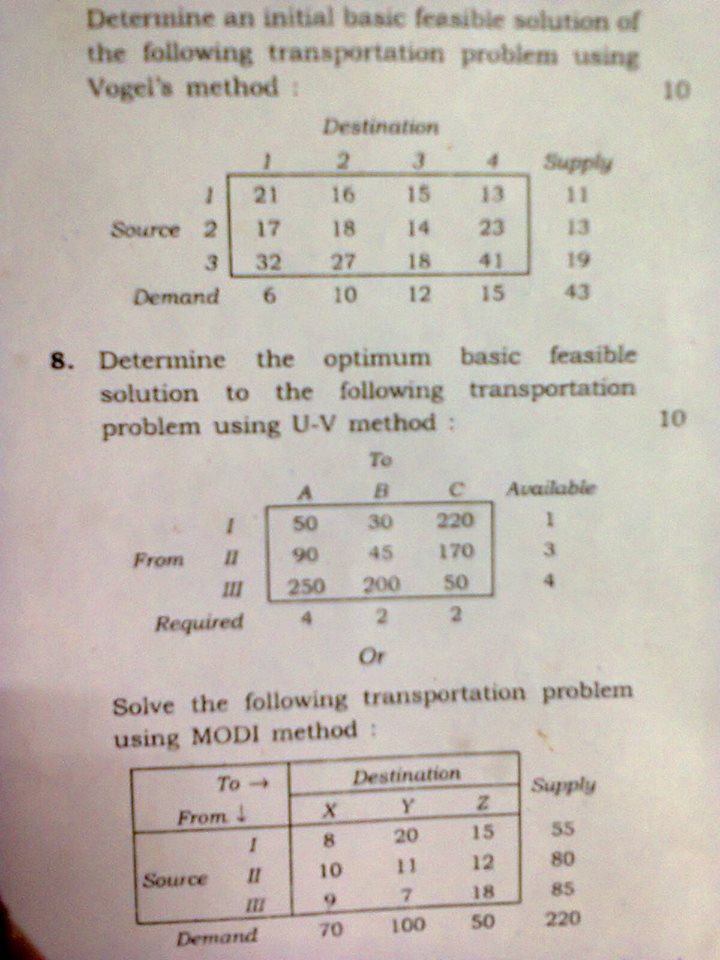 Determine an initial basic feasible solution of
the following transportation problem using
Vogel's method : 10
Destination
1 2 3 4 Supply
1 21 16 15 13 11
Source 2 17 18 14 23 13
3 32 27 18 41 19
Demand 6 10 12 15 43
8. Determine the optimum basic feasible
solution to the following transportation
problem using U-V method : 10
To
A B C Available
I 50 30 220 1
From II 90 45 170 3
III 250 200 50 4
Required 4 2 2
Or
Solve the following transportation problem
using MODI method :
To → Destination Supply
From ↓ X Y Z
I 8 20 15 55
Source II 10 11 12 80
III 9 7 18 85
Demand 70 100 50 220